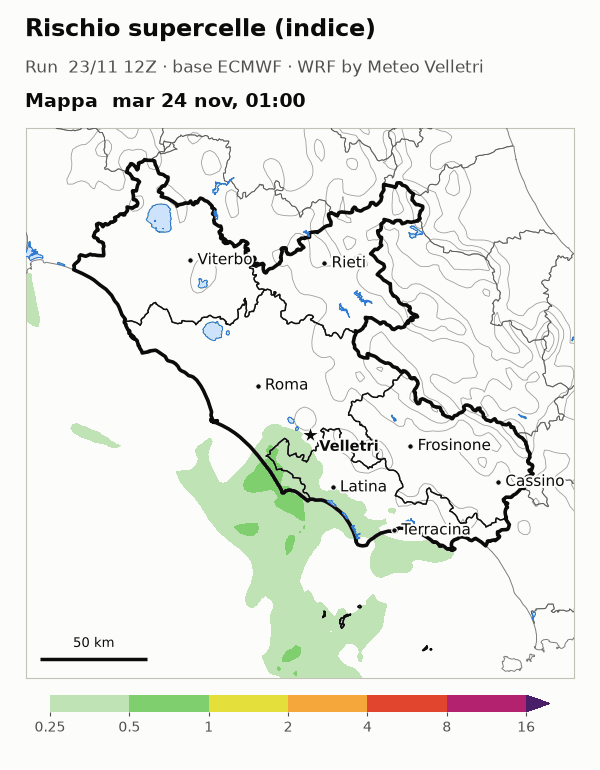 Rischio supercelle (indice)
Run  23/11 12Z · base ECMWF · WRF by Meteo Velletri
Mappa  mar 24 nov, 01:00
Viterbo
Rieti
Roma
Velletri
Frosinone
Cassino
Latina
Terracina
50 km
0.25 0.5 1 2 4 8 16